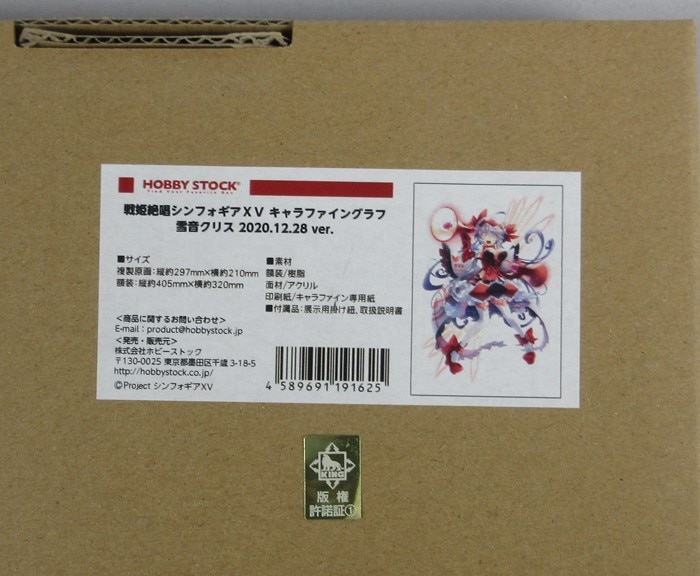 HOBBY STOCK
Find Your Favorite One
戦姫絶唱シンフォギアXV キャラファイングラフ
雪音クリス 2020.12.28 ver.
■サイズ
複製原画:縦約297mm×横約210mm
額装:縦約405mm×横約320mm
■素材
額装/樹脂
面材/アクリル
印刷紙/キャラファイン専用紙
■付属品:展示用掛け紐、取扱説明書
<商品に関するお問い合わせ>
E-mail : product@hobbystock.jp
<発売・販売元>
株式会社ホビーストック
〒130-0025 東京都墨田区千歳 3-18-5
http://hobbystock.co.jp/
©Project シンフォギアXV
4 589691 191625
KING
版権
許諾証①